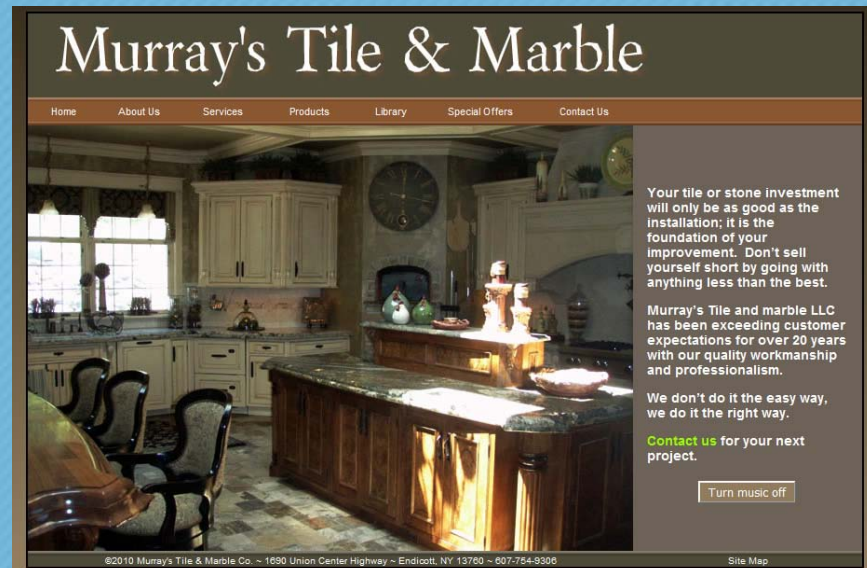 Murray's Tile & Marble
Home About Us Services Products Library Special Offers Contact Us
Your tile or stone investment
will only be as good as the
installation; it is the
foundation of your
improvement. Don't sell
yourself short by going with
anything less than the best.
Murray's Tile and marble LLC
has been exceeding customer
expectations for over 20 years
with our quality workmanship
and professionalism.
We don't do it the easy way,
we do it the right way.
Contact us for your next
project.
Turn music off
©2010 Murray's Tile & Marble Co. ~ 1690 Union Center Highway ~ Endicott, NY 13760 ~ 607-754-9306 Site Map